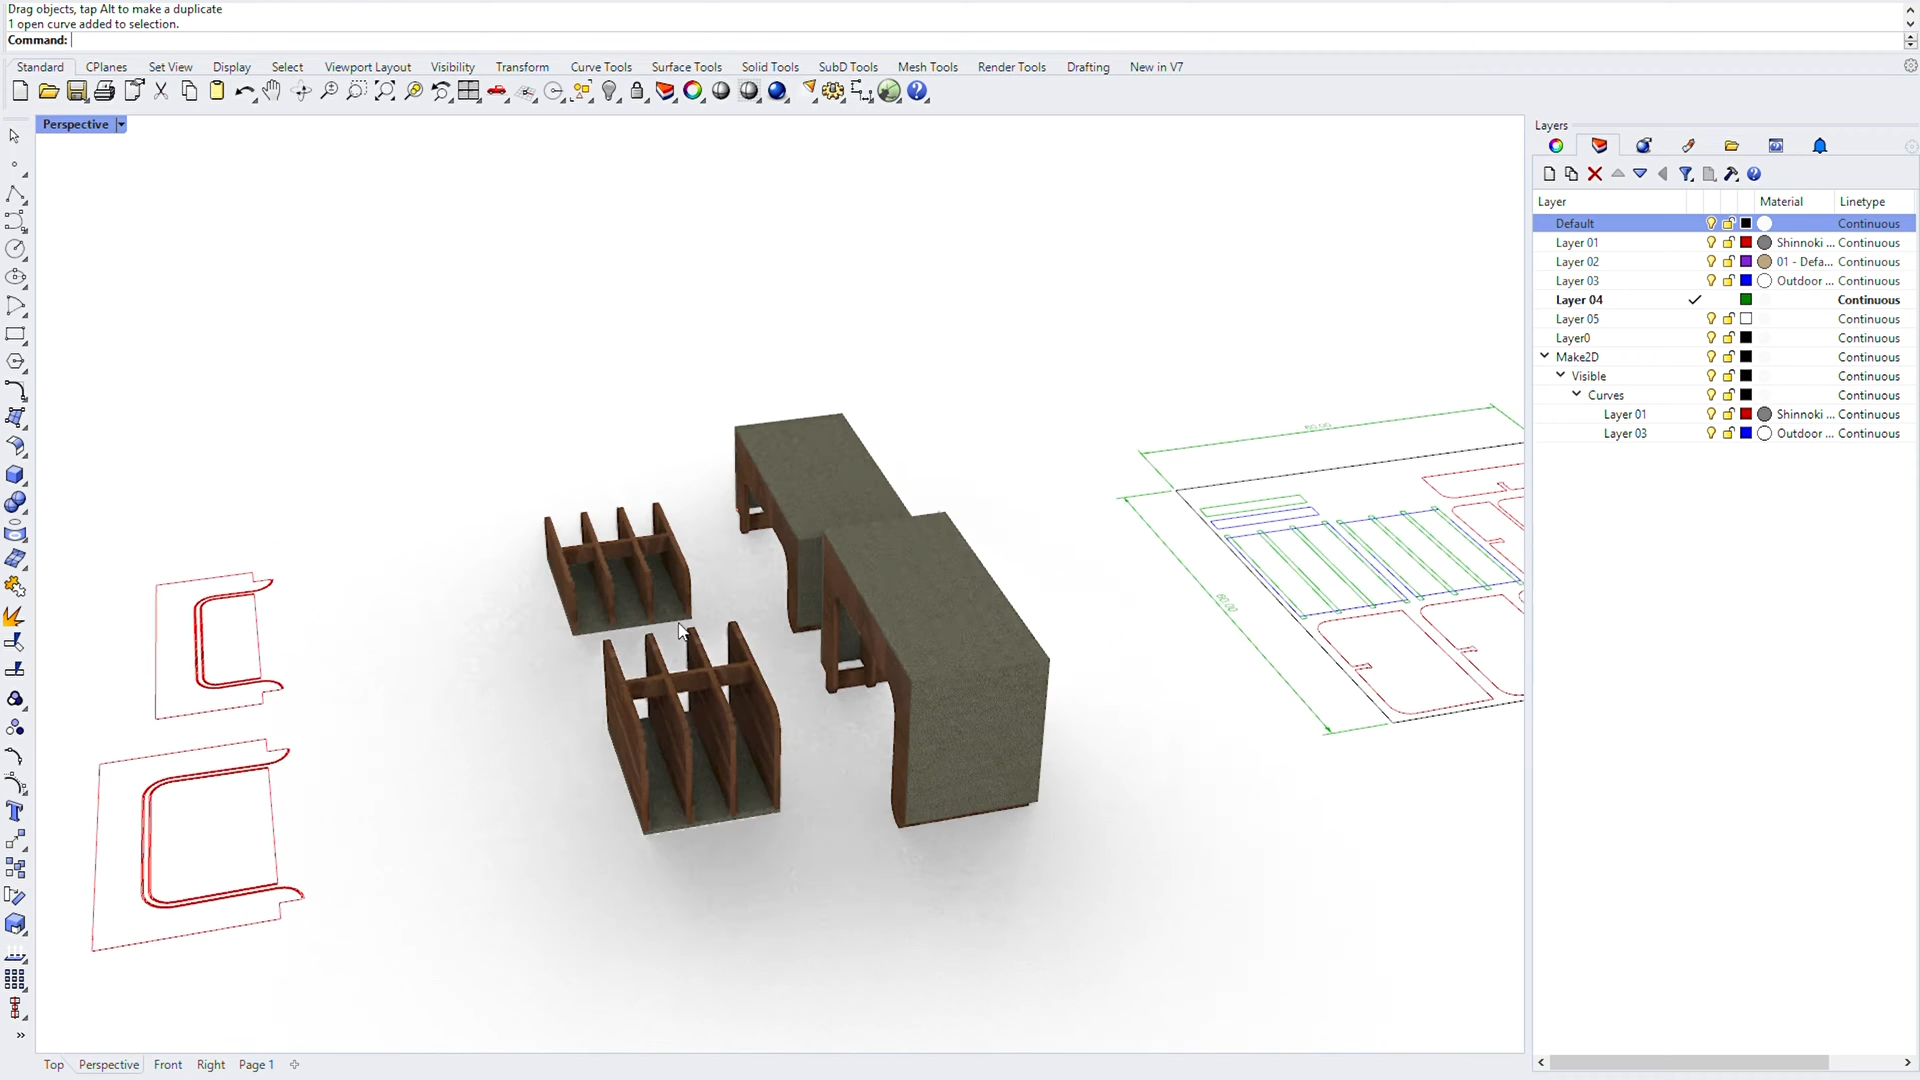 Drag objects, tap Alt to make a duplicate
1 open curve added to selection.
Command:
Standard CPlanes Set View Display Select Viewport Layout Visibility Transform Curve Tools Surface Tools Solid Tools SubD Tools Mesh Tools Render Tools Drafting New in V7
Perspective
Layers
Layer Material Linetype
Default Continuous
Layer 01 Shinnoki ... Continuous
Layer 02 01 - Defa... Continuous
Layer 03 Outdoor ... Continuous
Layer 04 Continuous
Layer 05 Continuous
Layer0 Continuous
Make2D Continuous
Visible Continuous
Curves Continuous
Layer 01 Shinnoki ... Continuous
Layer 03 Outdoor ... Continuous
60.00
Top Perspective Front Right Page 1